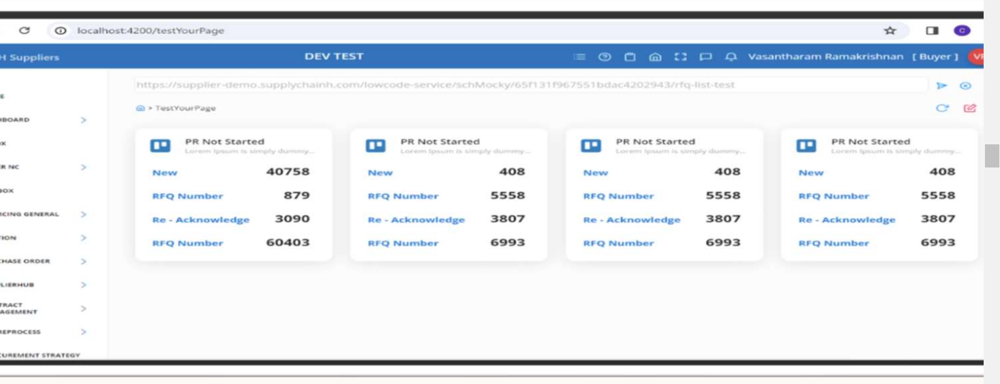 localhost:4200/testYourPage
C
H Suppliers
DEV TEST
Vasantharam Ramakrishnan [ Buyer ]
https://supplier-demo.supplychainh.com/lowcode-service/schMocky/65f131f967551bdac4202943/rfq-list-test
> TestYourPage
HBOARD
ER NC
BOX
RCING GENERAL
TION
CHASE ORDER
PLIERHUB
TRACT
AGEMENT
REPROCESS
CUREMENT STRATEGY
PR Not Started
Lorem Ipsum is simply dummy...
New 40758
RFQ Number 879
Re - Acknowledge 3090
RFQ Number 60403
PR Not Started
Lorem Ipsum is simply dummy...
New 408
RFQ Number 5558
Re - Acknowledge 3807
RFQ Number 6993
PR Not Started
Lorem Ipsum is simply dummy...
New 408
RFQ Number 5558
Re - Acknowledge 3807
RFQ Number 6993
PR Not Started
Lorem Ipsum is simply dummy...
New 408
RFQ Number 5558
Re - Acknowledge 3807
RFQ Number 6993